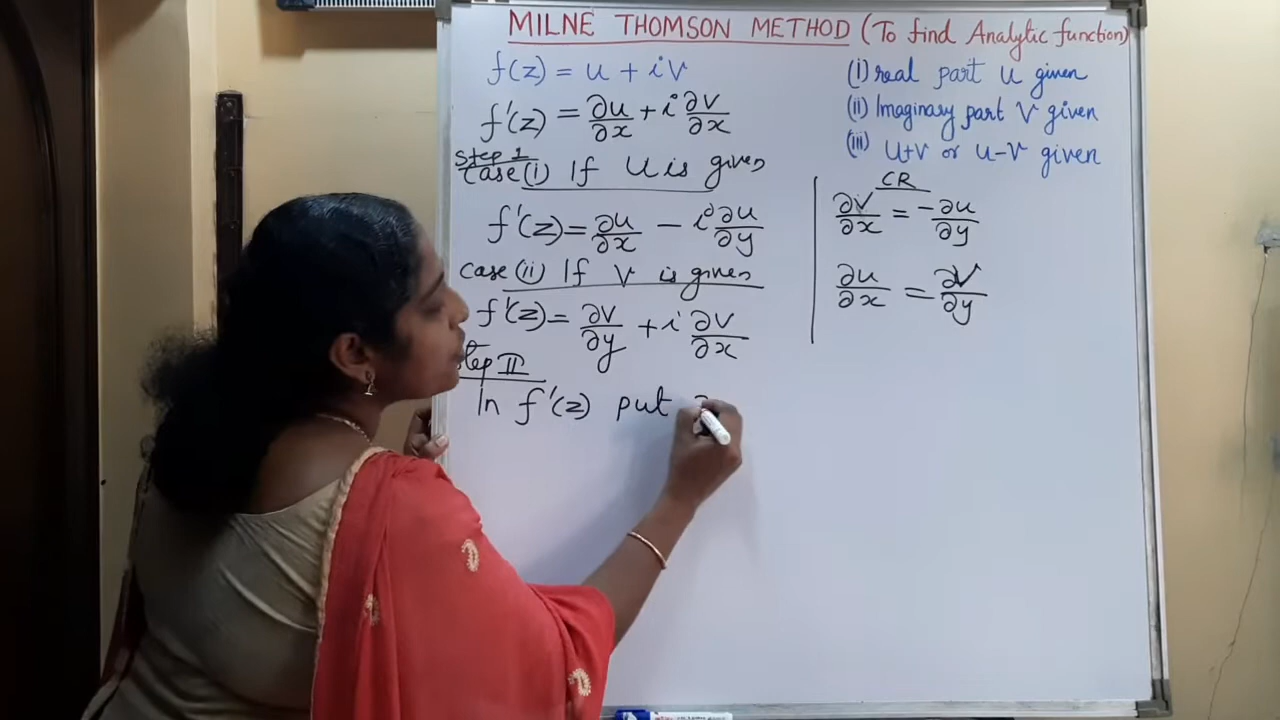 MILNE THOMSON METHOD (To find Analytic function)
f(z) = u + iV
f'(z) = ∂u/∂x + i ∂V/∂x
Step 1
Case (i) If U is given
f'(z) = ∂u/∂x - i ∂u/∂y
Case (ii) If V is given
f'(z) = ∂V/∂y + i ∂V/∂x
Step II
In f'(z) put
(i) real part U given
(ii) Imaginary part V given
(iii) U+V or U-V given
CR
∂V/∂x = -∂u/∂y
∂u/∂x = ∂V/∂y